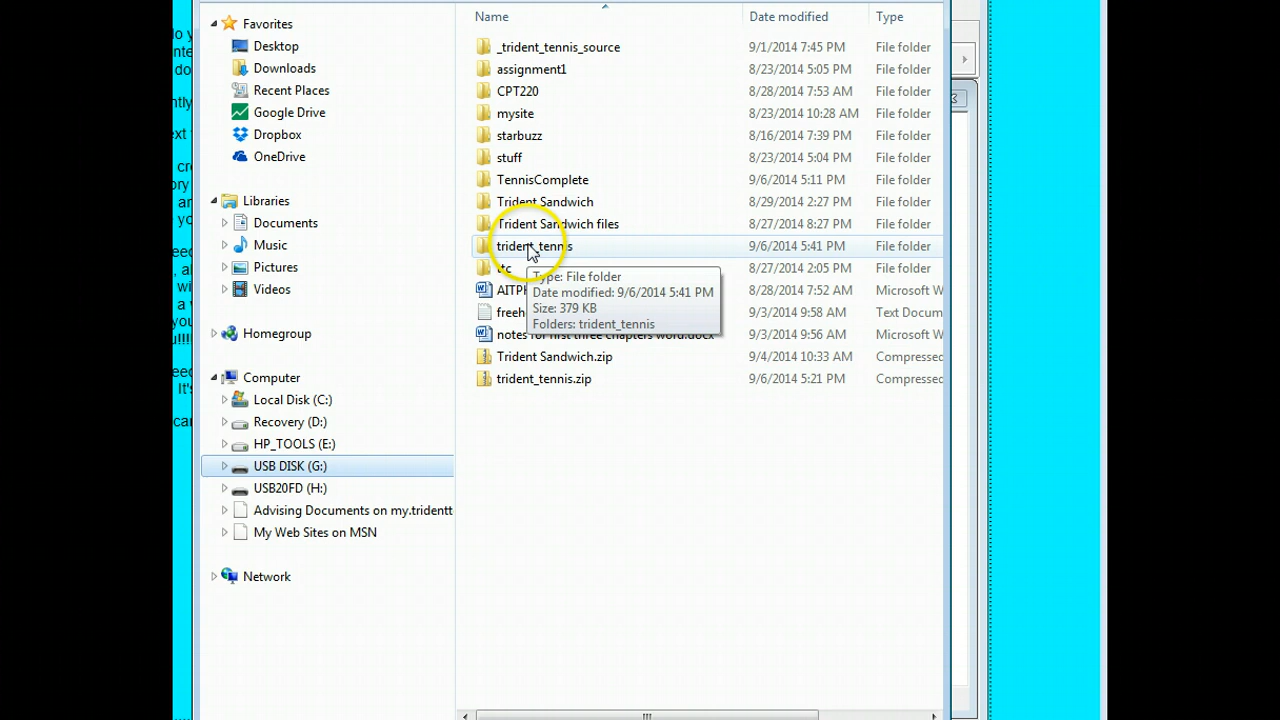 Name Date modified Type
Favorites
Desktop
Downloads
Recent Places
Google Drive
Dropbox
OneDrive
Libraries
Documents
Music
Pictures
Videos
Homegroup
Computer
Local Disk (C:)
Recovery (D:)
HP_TOOLS (E:)
USB DISK (G:)
USB20FD (H:)
Advising Documents on my.tridentt
My Web Sites on MSN
Network
_trident_tennis_source 9/1/2014 7:45 PM File folder
assignment1 8/23/2014 5:05 PM File folder
CPT220 8/28/2014 7:53 AM File folder
mysite 8/23/2014 10:28 AM File folder
starbuzz 8/16/2014 7:39 PM File folder
stuff 8/23/2014 5:04 PM File folder
TennisComplete 9/6/2014 5:11 PM File folder
Trident Sandwich 8/29/2014 2:27 PM File folder
Trident Sandwich files 8/27/2014 8:27 PM File folder
trident_tennis 9/6/2014 5:41 PM File folder
8/27/2014 2:05 PM File folder
AITP 8/28/2014 7:52 AM Microsoft W
freeh 9/3/2014 9:58 AM Text Docum
notes for first three chapters word.docx 9/3/2014 9:56 AM Microsoft W
Trident Sandwich.zip 9/4/2014 10:33 AM Compressed
trident_tennis.zip 9/6/2014 5:21 PM Compressed
Type: File folder
Date modified: 9/6/2014 5:41 PM
Size: 379 KB
Folders: trident_tennis